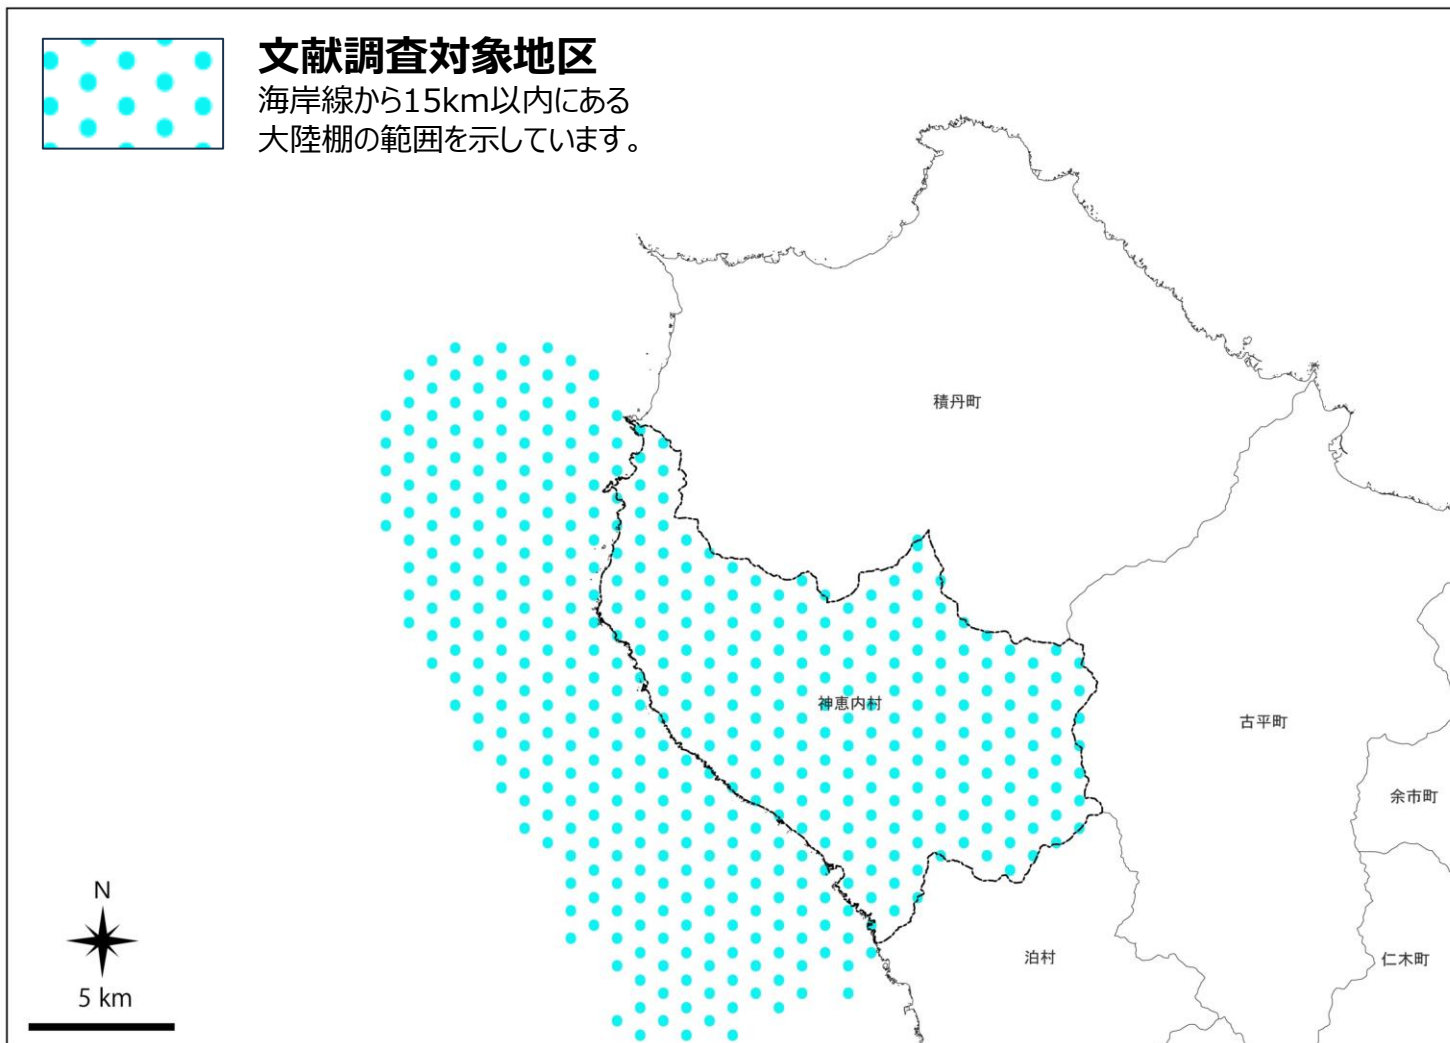 文献調査対象地区
海岸線から15km以内にある
大陸棚の範囲を示しています。
積丹町
神恵内村
古平町
余市町
泊村
仁木町
N
5 km